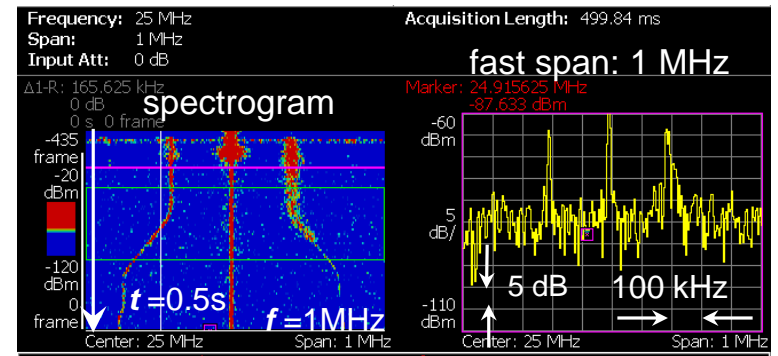 Frequency: 25 MHz
Span: 1 MHz
Input Att: 0 dB
Acquisition Length: 499.84 ms
fast span: 1 MHz
Δ1-R: 165.625 kHz
0 dB
0 s 0 frame
spectrogram
Marker: 24.915625 MHz
-87.633 dBm
-435
frame
-20
dBm
-120
dBm
0
frame
t =0.5s
f =1MHz
Center: 25 MHz
Span: 1 MHz
-60
dBm
5
dB/
-110
dBm
5 dB
100 kHz
Center: 25 MHz
Span: 1 MHz